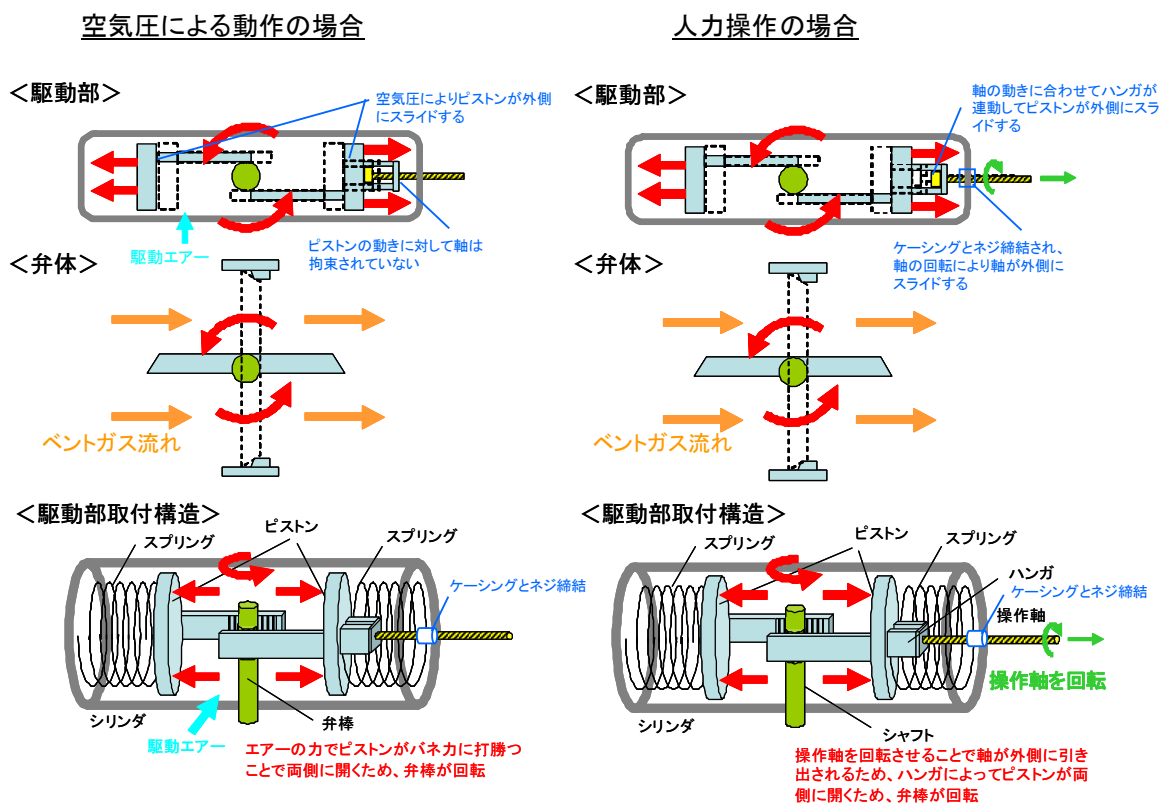 空気圧による動作の場合
<駆動部>
空気圧によりピストンが外側
にスライドする
駆動エアー
ピストンの動きに対して軸は
拘束されていない
<弁体>
ベントガス流れ
<駆動部取付構造>
スプリング
ピストン
スプリング
ケーシングとネジ締結
シリンダ
駆動エアー
弁棒
エアーの力でピストンがバネ力に打勝つ
ことで両側に開くため、弁棒が回転
人力操作の場合
<駆動部>
軸の動きに合わせてハンガが
連動してピストンが外側にスラ
イドする
ケーシングとネジ締結され、
軸の回転により軸が外側に
スライドする
<弁体>
ベントガス流れ
<駆動部取付構造>
スプリング
ピストン
スプリング
ハンガ
ケーシングとネジ締結
操作軸
操作軸を回転
シリンダ
シャフト
操作軸を回転させることで軸が外側に引き
出されるため、ハンガによってピストンが両
側に開くため、弁棒が回転